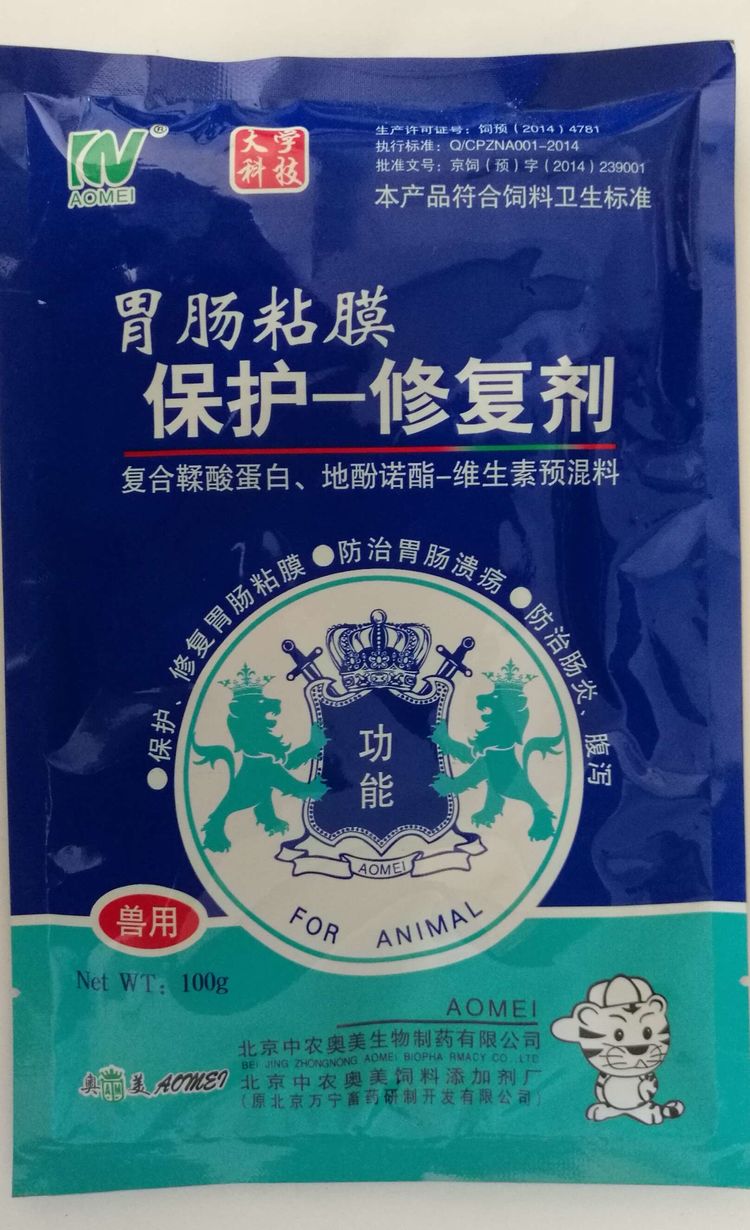 AOMEI
大学
科技
生产许可证号：饲预（2014）4781
执行标准：Q/CPZNA001-2014
批准文号：京饲（预）字（2014）239001
本产品符合饲料卫生标准
胃肠粘膜
保护-修复剂
复合鞣酸蛋白、地酚诺酯-维生素预混料
●保护、修复胃肠粘膜●防治胃肠溃疡●防治肠炎、腹泻
功能
AOMEI
FOR ANIMAL
兽用
Net WT：100g
AOMEI
北京中农奥美生物制药有限公司
BEI JING ZHONGNONG AOMEI BIOPHA RMACY CO.,LTD
奥AM美AOMEI
北京中农奥美饲料添加剂厂
（原北京万宁畜药研制开发有限公司）